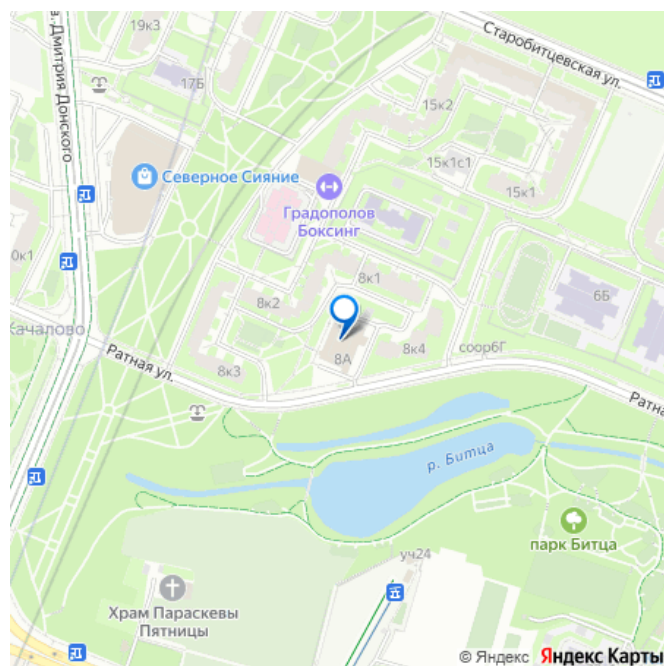 19к3
Старобитцевская ул.
в. Дмитрия Донского
17Б
15к2
15к1с1
15к1
Северное Сияние
Градополов
Боксинг
0к1
8к1
6Б
8к2
Качалово
8к4
соор6Г
8А
8к3
Ратная ул.
Ратна
р. Битца
парк Битца
уч24
Храм Параскевы
Пятницы
© Яндекс Яндекс Карты